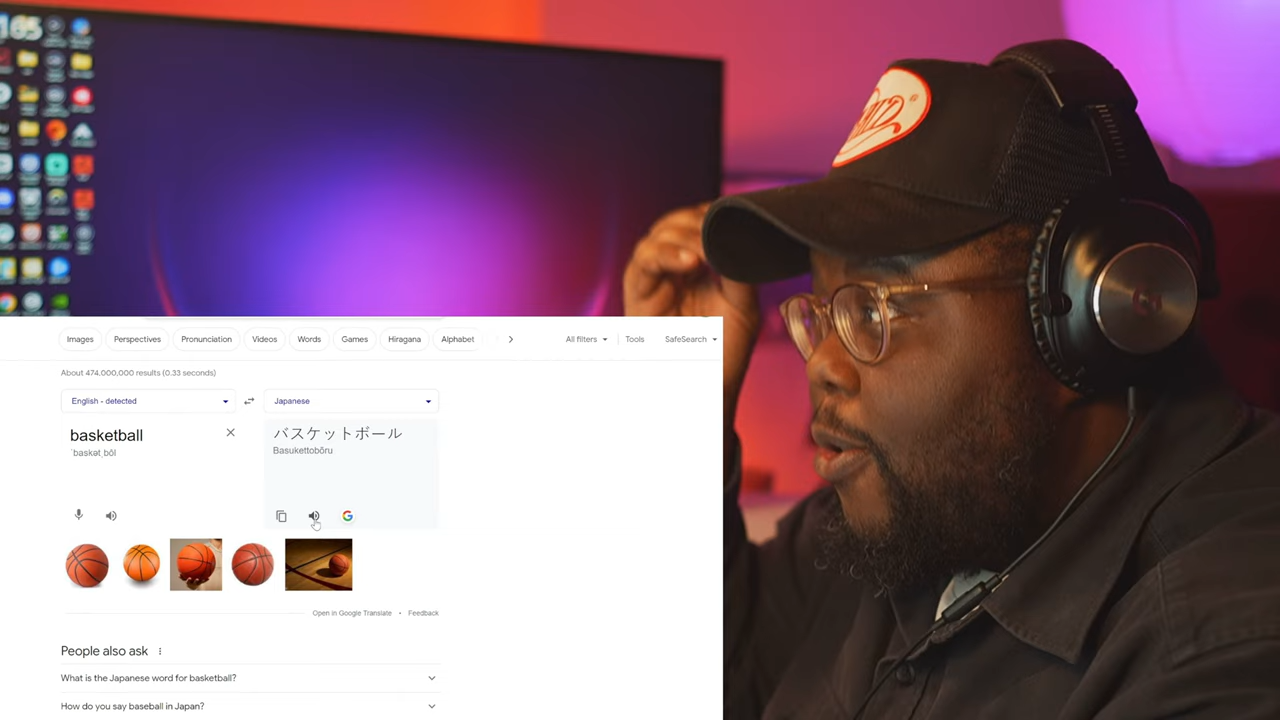 165
Images Perspectives Pronunciation Videos Words Games Hiragana Alphabet All filters Tools SafeSearch
About 474,000,000 results (0.33 seconds)
English - detected Japanese
basketball バスケットボール
ˈbaskətˌbôl Basukettobōru
Open in Google Translate • Feedback
People also ask
What is the Japanese word for basketball?
How do you say baseball in Japan?